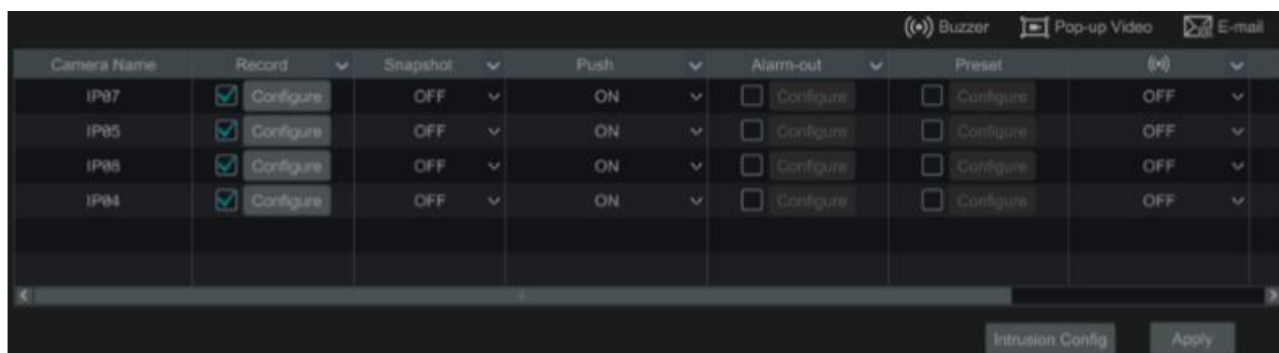 Buzzer Pop-up Video E-mail
Camera Name Record Snapshot Push Alarm-out Preset
IP07 Configure OFF ON Configure Configure OFF
IP05 Configure OFF ON Configure Configure OFF
IP08 Configure OFF ON Configure Configure OFF
IP04 Configure OFF ON Configure Configure OFF
Intrusion Config Apply